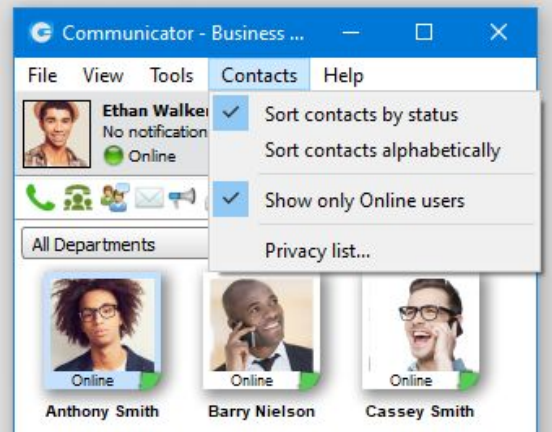 Communicator - Business ...
File View Tools Contacts Help
Ethan Walker
No notification
Online
Sort contacts by status
Sort contacts alphabetically
Show only Online users
Privacy list...
All Departments
Online Online Online
Anthony Smith Barry Nielson Cassey Smith